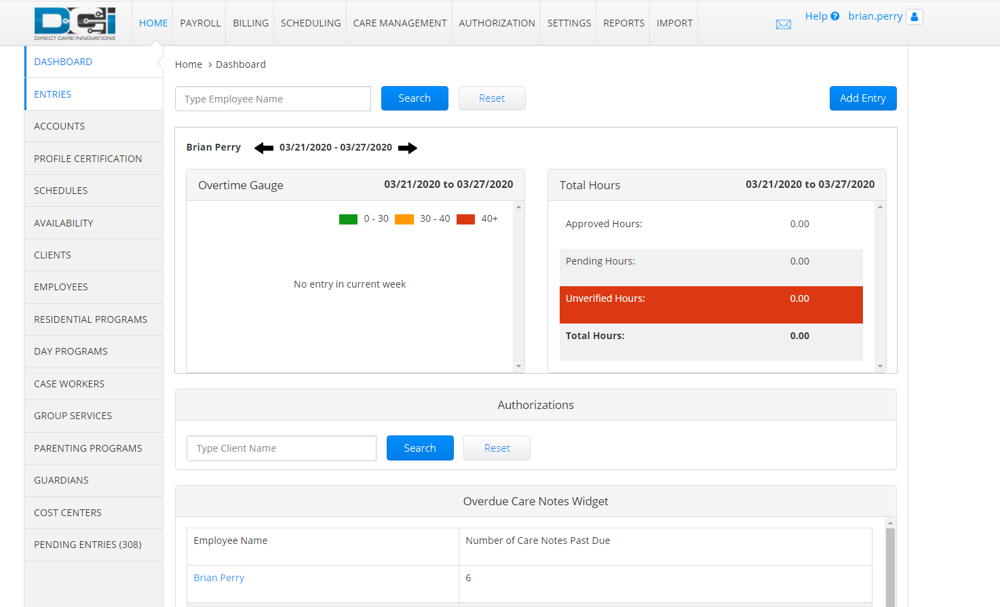 DCI
DIRECT CARE INNOVATIONS
HOME PAYROLL BILLING SCHEDULING CARE MANAGEMENT AUTHORIZATION SETTINGS REPORTS IMPORT
Help ? brian.perry
DASHBOARD
ENTRIES
ACCOUNTS
PROFILE CERTIFICATION
SCHEDULES
AVAILABILITY
CLIENTS
EMPLOYEES
RESIDENTIAL PROGRAMS
DAY PROGRAMS
CASE WORKERS
GROUP SERVICES
PARENTING PROGRAMS
GUARDIANS
COST CENTERS
PENDING ENTRIES (308)
Home > Dashboard
Type Employee Name Search Reset Add Entry
Brian Perry 03/21/2020 - 03/27/2020
Overtime Gauge 03/21/2020 to 03/27/2020
0 - 30 30 - 40 40+
No entry in current week
Total Hours 03/21/2020 to 03/27/2020
Approved Hours: 0.00
Pending Hours: 0.00
Unverified Hours: 0.00
Total Hours: 0.00
Authorizations
Type Client Name Search Reset
Overdue Care Notes Widget
Employee Name Number of Care Notes Past Due
Brian Perry 6